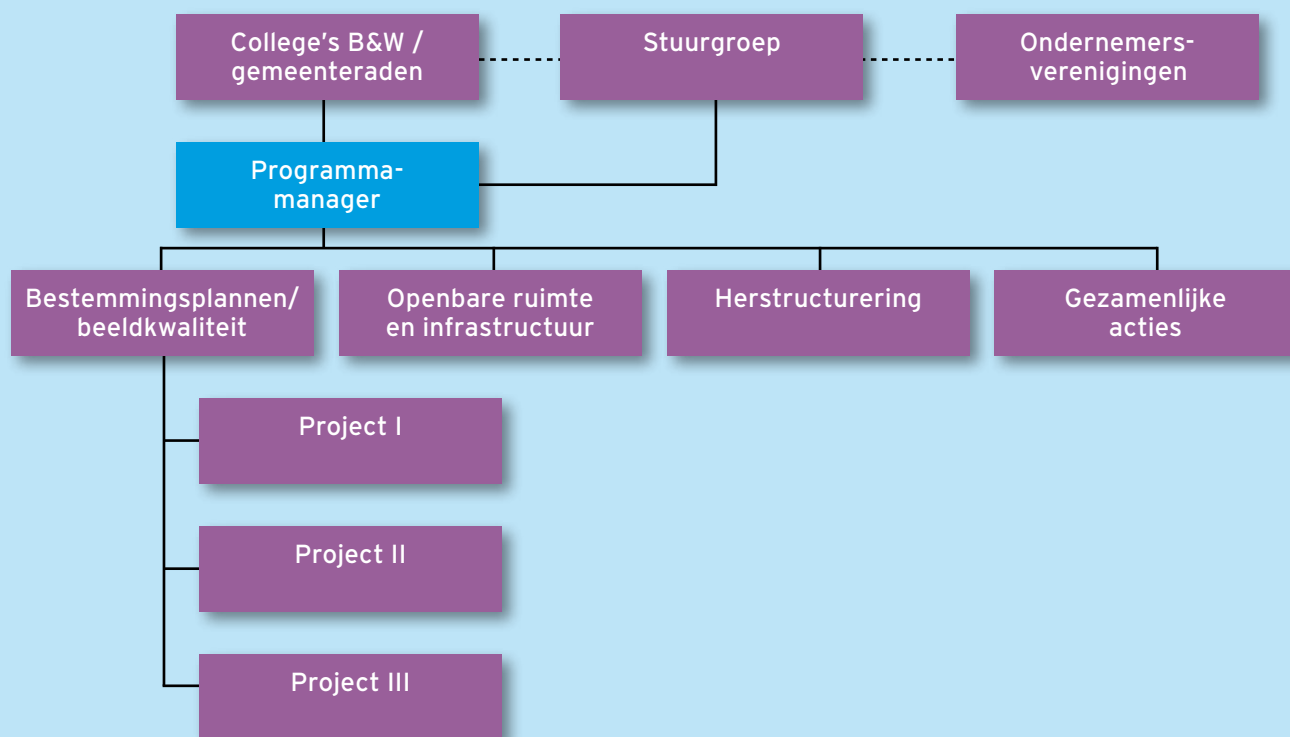 College's B&W /
gemeenteraden
Stuurgroep
Ondernemers-
verenigingen
Programma-
manager
Bestemmingsplannen/
beeldkwaliteit
Openbare ruimte
en infrastructuur
Herstructurering
Gezamenlijke
acties
Project I
Project II
Project III